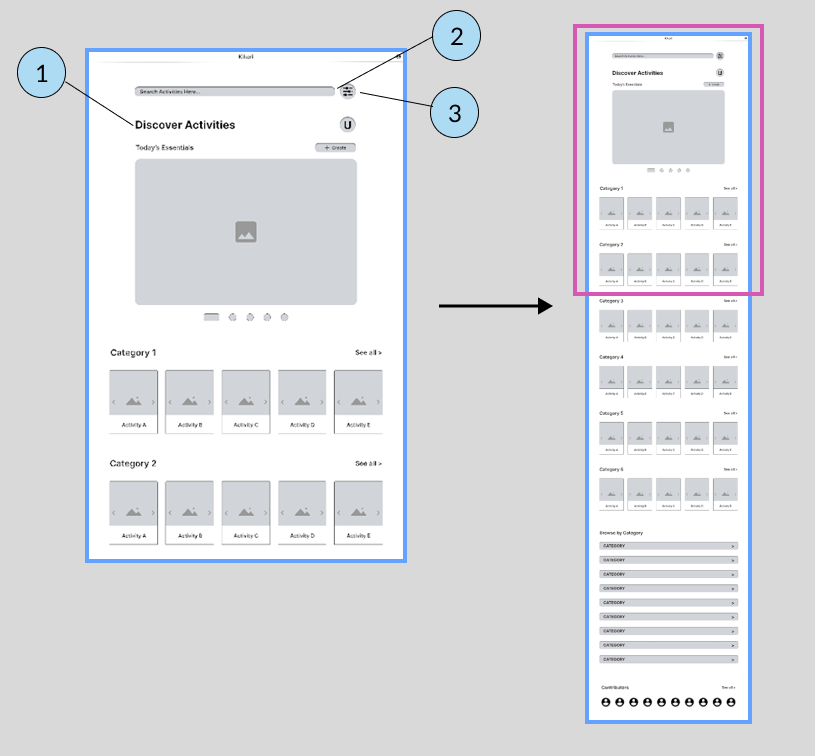 1
2
3
Kikori
Search Activities Here...
Discover Activities
U
Today's Essentials
+ Create
Category 1
See all >
Activity A
Activity B
Activity C
Activity D
Activity E
Category 2
See all >
Activity A
Activity B
Activity C
Activity D
Activity E
Kikori
Search Activities Here...
Discover Activities
U
Today's Essentials
+ Create
Category 1
See all >
Activity A
Activity B
Activity C
Activity D
Activity E
Category 2
See all >
Activity A
Activity B
Activity C
Activity D
Activity E
Category 3
See all >
Activity A
Activity B
Activity C
Activity D
Activity E
Category 4
See all >
Activity A
Activity B
Activity C
Activity D
Activity E
Category 5
See all >
Activity A
Activity B
Activity C
Activity D
Activity E
Category 6
See all >
Activity A
Activity B
Activity C
Activity D
Activity E
Browse by Category
CATEGORY
CATEGORY
CATEGORY
CATEGORY
CATEGORY
CATEGORY
CATEGORY
CATEGORY
CATEGORY
Contributors
See all >